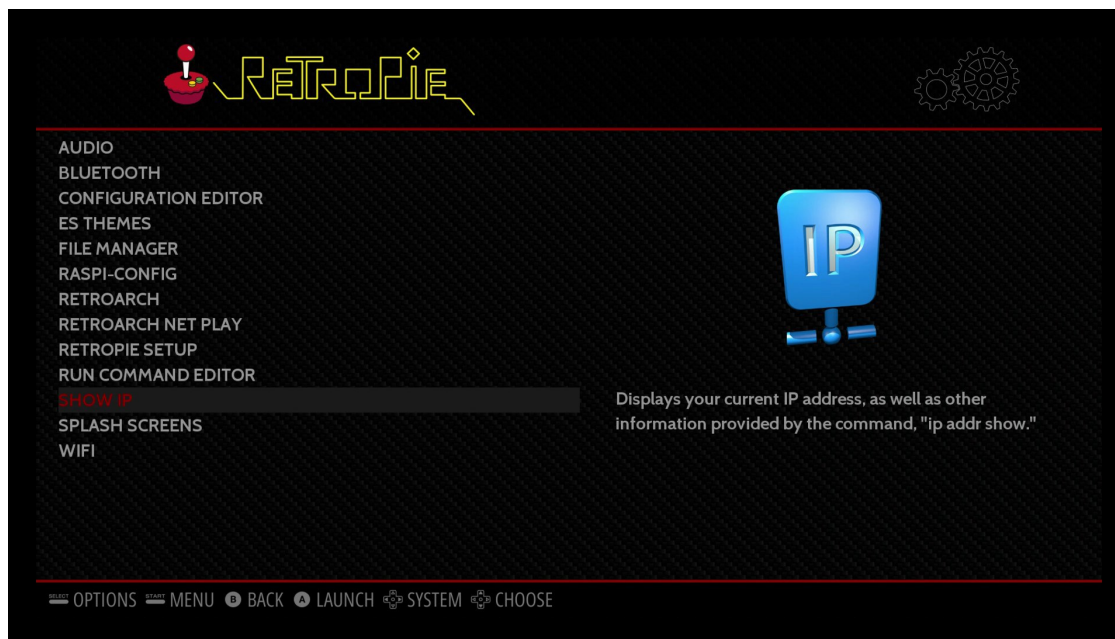 RETROPIE
AUDIO
BLUETOOTH
CONFIGURATION EDITOR
ES THEMES
FILE MANAGER
RASPI-CONFIG
RETROARCH
RETROARCH NET PLAY
RETROPIE SETUP
RUN COMMAND EDITOR
SHOW IP
SPLASH SCREENS
WIFI
IP
Displays your current IP address, as well as other
information provided by the command, "ip addr show."
SELECT OPTIONS START MENU B BACK A LAUNCH SYSTEM CHOOSE